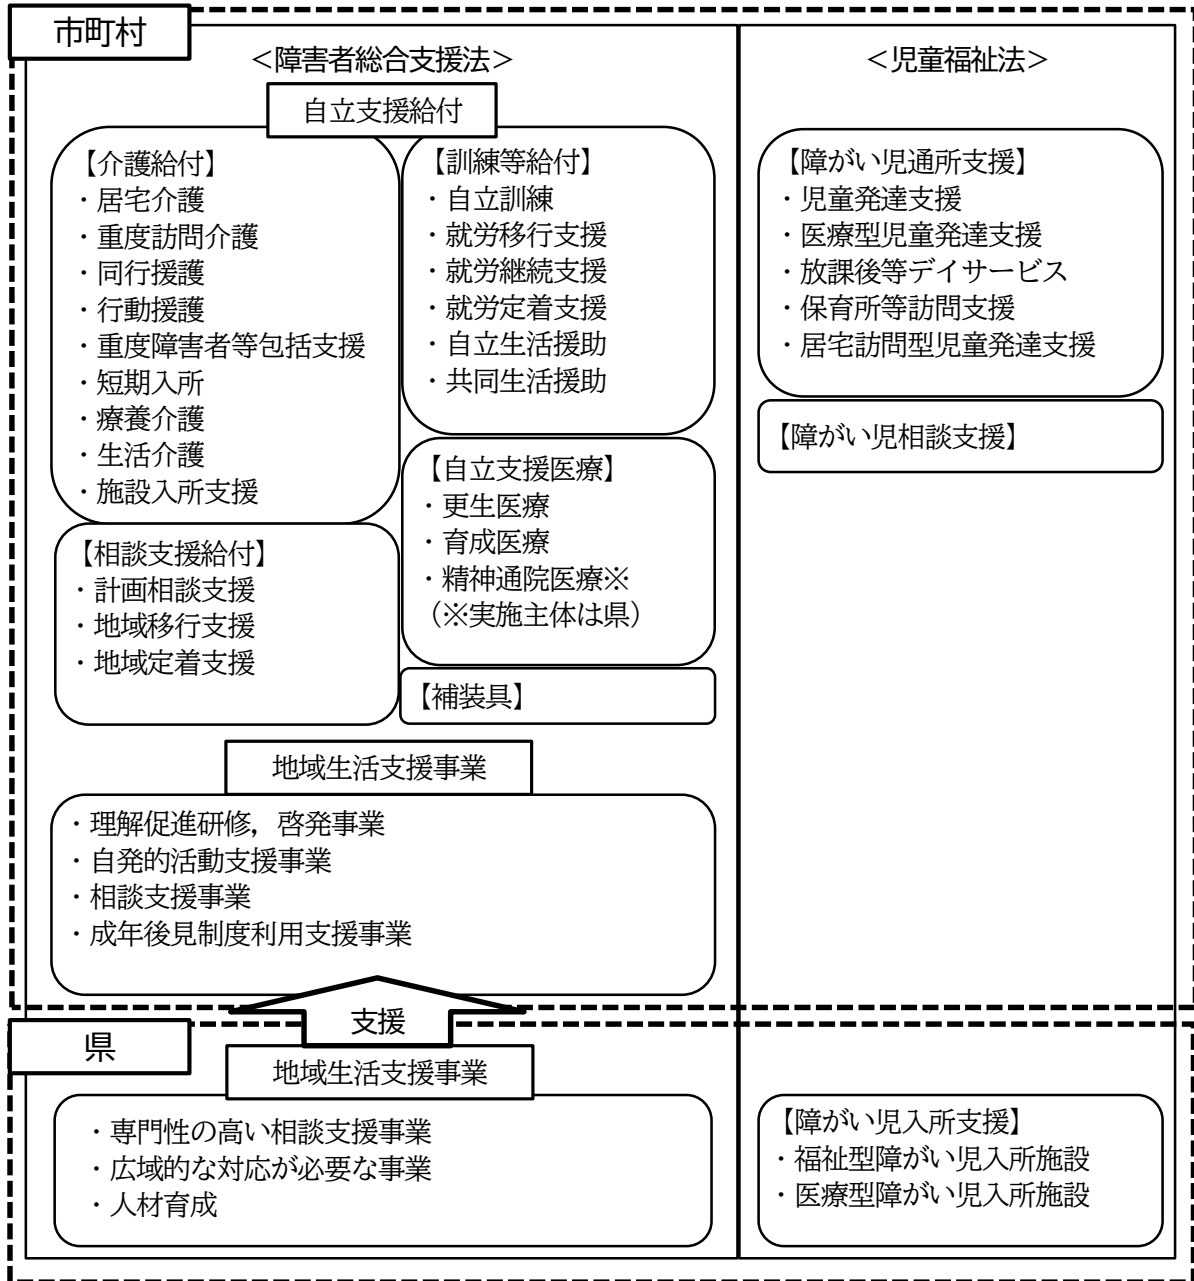 市町村
＜障害者総合支援法＞
自立支援給付
【介護給付】
・居宅介護
・重度訪問介護
・同行援護
・行動援護
・重度障害者等包括支援
・短期入所
・療養介護
・生活介護
・施設入所支援
【訓練等給付】
・自立訓練
・就労移行支援
・就労継続支援
・就労定着支援
・自立生活援助
・共同生活援助
【自立支援医療】
・更生医療
・育成医療
・精神通院医療※
（※実施主体は県）
【相談支援給付】
・計画相談支援
・地域移行支援
・地域定着支援
【補装具】
地域生活支援事業
・理解促進研修，啓発事業
・自発的活動支援事業
・相談支援事業
・成年後見制度利用支援事業
＜児童福祉法＞
【障がい児通所支援】
・児童発達支援
・医療型児童発達支援
・放課後等デイサービス
・保育所等訪問支援
・居宅訪問型児童発達支援
【障がい児相談支援】
支援
県
地域生活支援事業
・専門性の高い相談支援事業
・広域的な対応が必要な事業
・人材育成
【障がい児入所支援】
・福祉型障がい児入所施設
・医療型障がい児入所施設